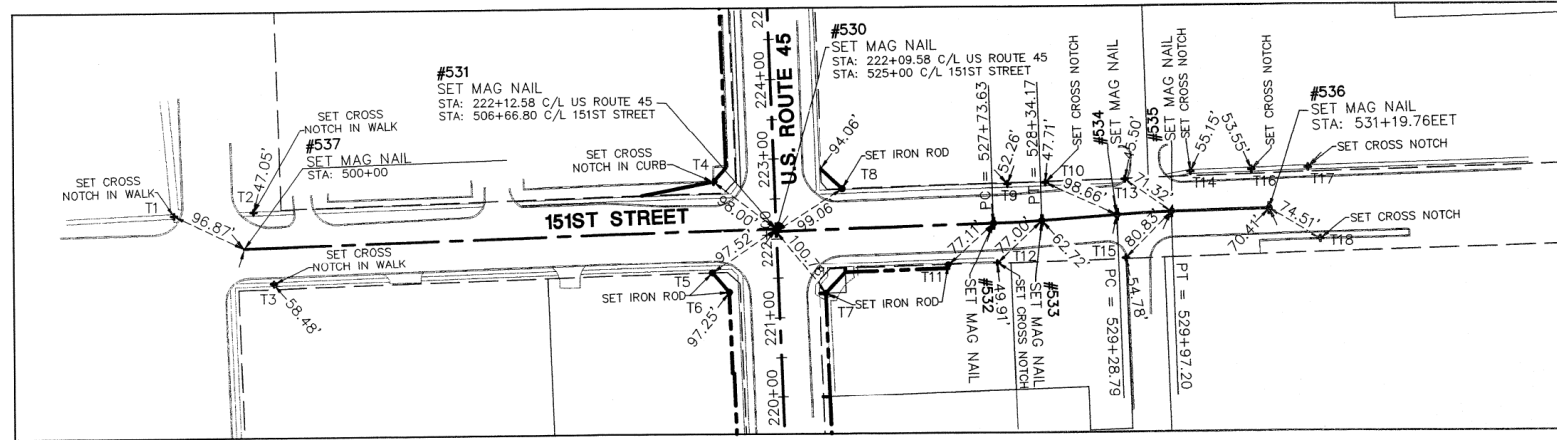 #531
SET MAG NAIL
STA: 222+12.58 C/L US ROUTE 45
STA: 506+66.80 C/L 151ST STREET
#530
SET MAG NAIL
STA: 222+09.58 C/L US ROUTE 45
STA: 525+00 C/L 151ST STREET
#536
SET MAG NAIL
STA: 531+19.76EET
SET CROSS
NOTCH IN WALK
#537
SET MAG NAIL
STA: 500+00
SET CROSS
NOTCH IN WALK
T1
96.87'
T2
47.05'
SET CROSS
NOTCH IN WALK
T3
58.48'
SET CROSS
NOTCH IN CURB
T4
98.00'
151ST STREET
U.S. ROUTE 45
224+00
223+00
221+00
220+00
94.06'
SET IRON ROD
T8
99.06'
97.52'
100.78'
T5
SET IRON ROD
T6
97.25'
T7
SET IRON ROD
T11
77.11'
PC = 527+73.63
#532
SET MAG NAIL
52.26'
T9
PT = 528+34.17
47.71'
SET CROSS NOTCH
T10
98.66'
77.00'
T12
49.91'
SET CROSS NOTCH
62.72
#533
SET MAG NAIL
#534
SET MAG NAIL
45.50'
T13
71.32'
#535
SET MAG NAIL
SET CROSS NOTCH
55.15'
T14
53.55'
SET CROSS NOTCH
T16
SET CROSS NOTCH
T17
T15
80.83'
54.78'
PC = 529+28.79
PT = 529+97.20
70.41'
74.51'
SET CROSS NOTCH
T18